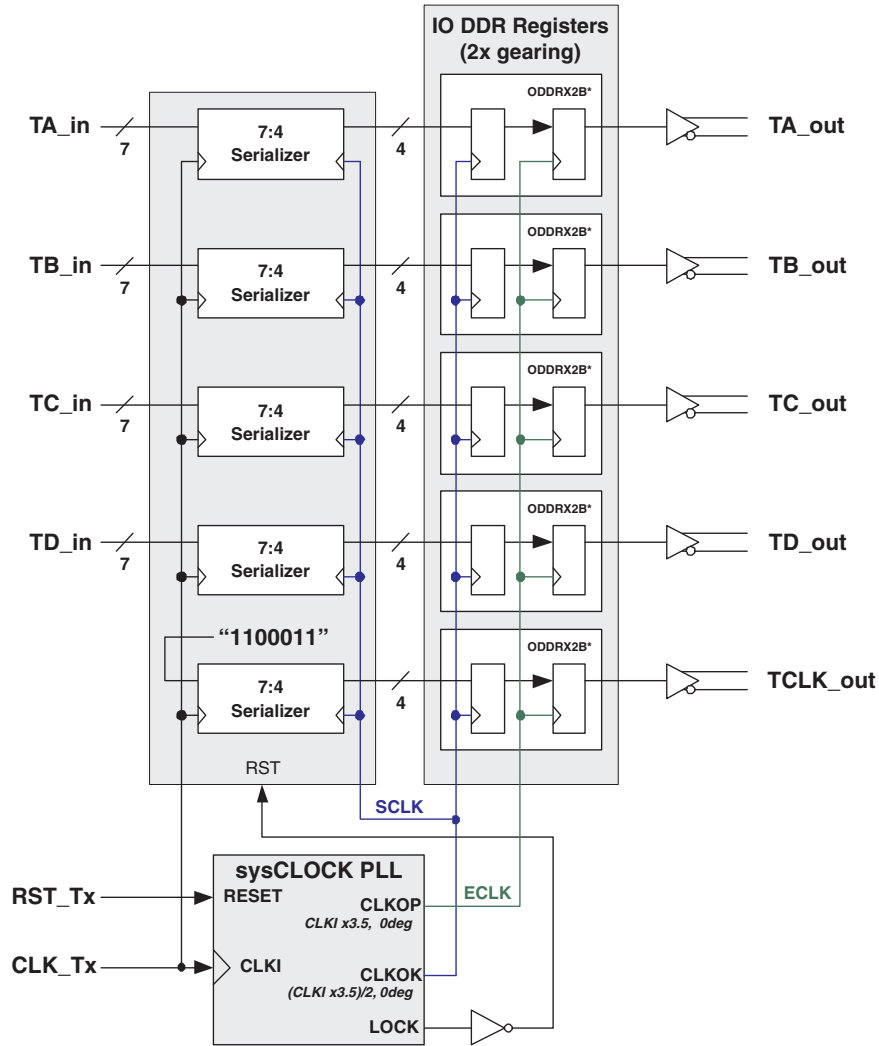 IO DDR Registers
(2x gearing)
ODDRX2B*
TA_in
7
7:4
Serializer
4
TA_out
ODDRX2B*
TB_in
7
7:4
Serializer
4
TB_out
ODDRX2B*
TC_in
7
7:4
Serializer
4
TC_out
ODDRX2B*
TD_in
7
7:4
Serializer
4
TD_out
“1100011”
ODDRX2B*
7:4
Serializer
4
TCLK_out
RST
SCLK
sysCLOCK PLL
RST_Tx
RESET
CLKOP
CLKI x3.5, 0deg
ECLK
CLK_Tx
CLKI
CLKOK
(CLKI x3.5)/2, 0deg
LOCK